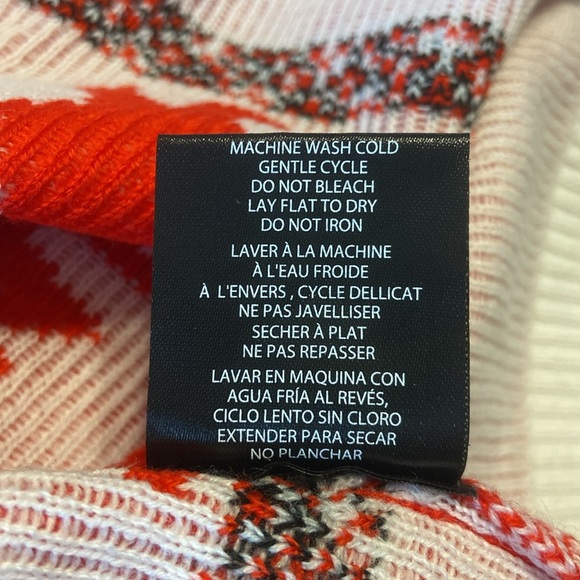 MACHINE WASH COLD
GENTLE CYCLE
DO NOT BLEACH
LAY FLAT TO DRY
DO NOT IRON
LAVER À LA MACHINE
À L'EAU FROIDE
À L'ENVERS , CYCLE DELLICAT
NE PAS JAVELLISER
SECHER À PLAT
NE PAS REPASSER
LAVAR EN MAQUINA CON
AGUA FRÍA AL REVÉS,
CICLO LENTO SIN CLORO
EXTENDER PARA SECAR
NO PLANCHAR